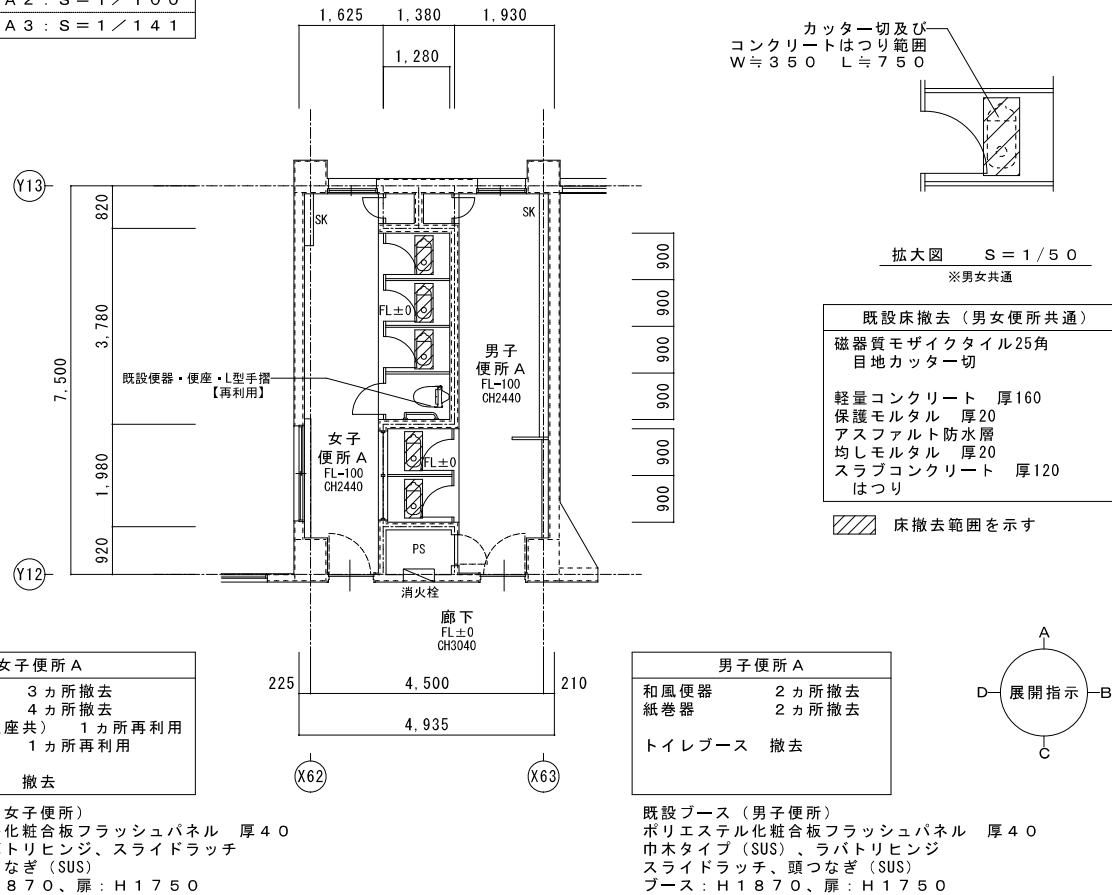 Ａ２：Ｓ＝１／１００
Ａ３：Ｓ＝１／１４１
1,625
1,380
1,930
1,280
カッター切及び
コンクリートはつり範囲
Ｗ≒３５０　Ｌ≒７５０
Y13
820
3,780
7,500
1,980
920
Y12
SK
SK
FL±0
男子
便所Ａ
FL-100
CH2440
既設便器・便座・L型手摺
【再利用】
女子
便所Ａ
FL-100
CH2440
FL±0
PS
消火栓
廊下
FL±0
CH3040
900
900
900
900
900
900
拡大図　Ｓ＝１/５０
※男女共通
既設床撤去（男女便所共通）
磁器質モザイクタイル25角
目地カッター切
軽量コンクリート　厚160
保護モルタル　厚20
アスファルト防水層
均しモルタル　厚20
スラブコンクリート　厚120
はつり
床撤去範囲を示す
225
4,500
210
4,935
X62
X63
女子便所Ａ
３ヵ所撤去
４ヵ所撤去
座共）　１ヵ所再利用
１ヵ所再利用
撤去
女子便所）
化粧合板フラッシュパネル　厚４０
トリヒンジ、スライドラッチ
なぎ（SUS）
８７０、扉：Ｈ１７５０
男子便所Ａ
和風便器　２ヵ所撤去
紙巻器　２ヵ所撤去
トイレブース　撤去
既設ブース（男子便所）
ポリエステル化粧合板フラッシュパネル　厚４０
巾木タイプ（SUS）、ラバトリヒンジ
スライドラッチ、頭つなぎ（SUS）
ブース：Ｈ１８７０、扉：Ｈ１７５０
A
D
展開指示
B
C